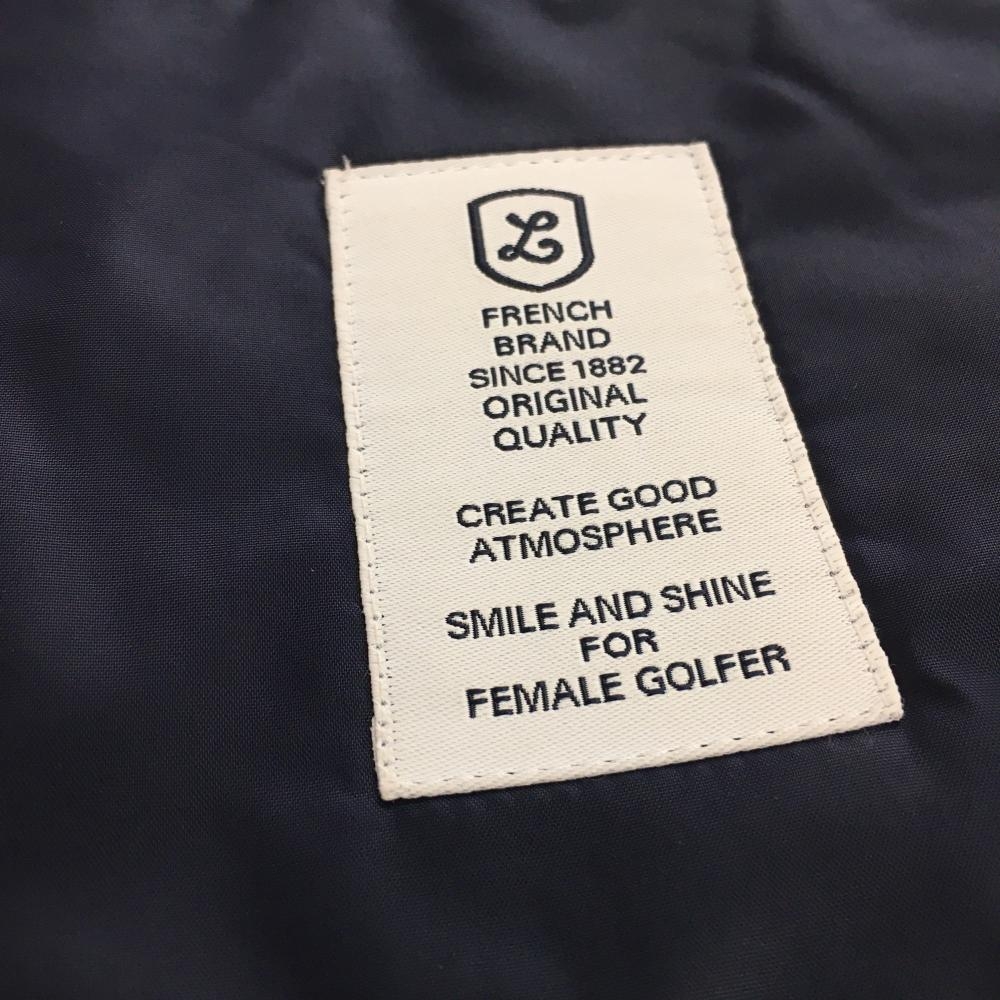 L
FRENCH
BRAND
SINCE 1882
ORIGINAL
QUALITY
CREATE GOOD
ATMOSPHERE
SMILE AND SHINE
FOR
FEMALE GOLFER